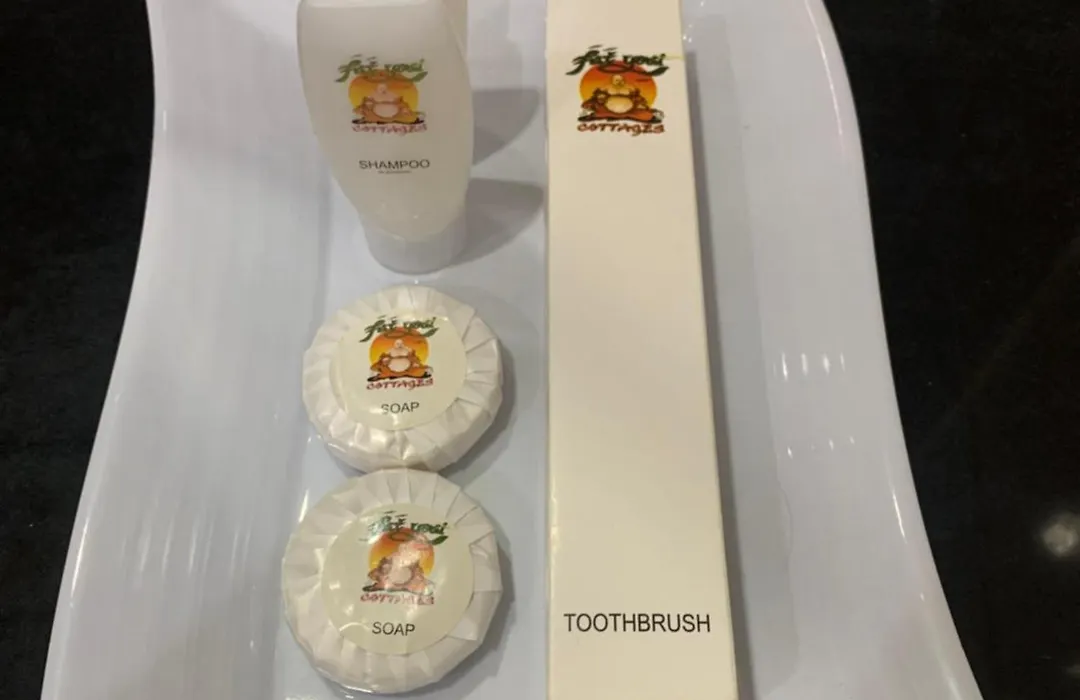 fat yogi
COTTAGES
SHAMPOO
fat yogi
COTTAGES
fat yogi
COTTAGES
SOAP
fat yogi
COTTAGES
SOAP
TOOTHBRUSH